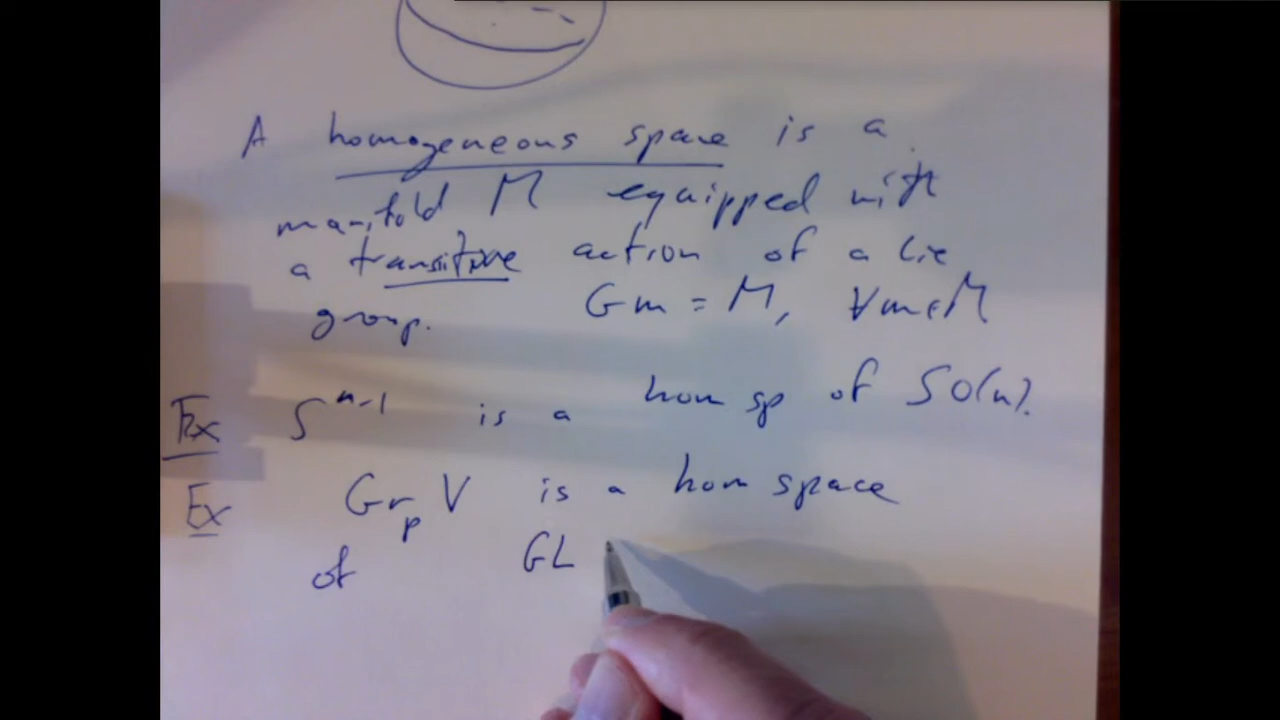 A homogeneous space is a
manifold M equipped with
a transitive action of a Lie
group. Gm = M, ∀m∈M
Ex S^{n-1} is a hom sp of SO(n).
Ex Gr_p V is a hom space
of GL